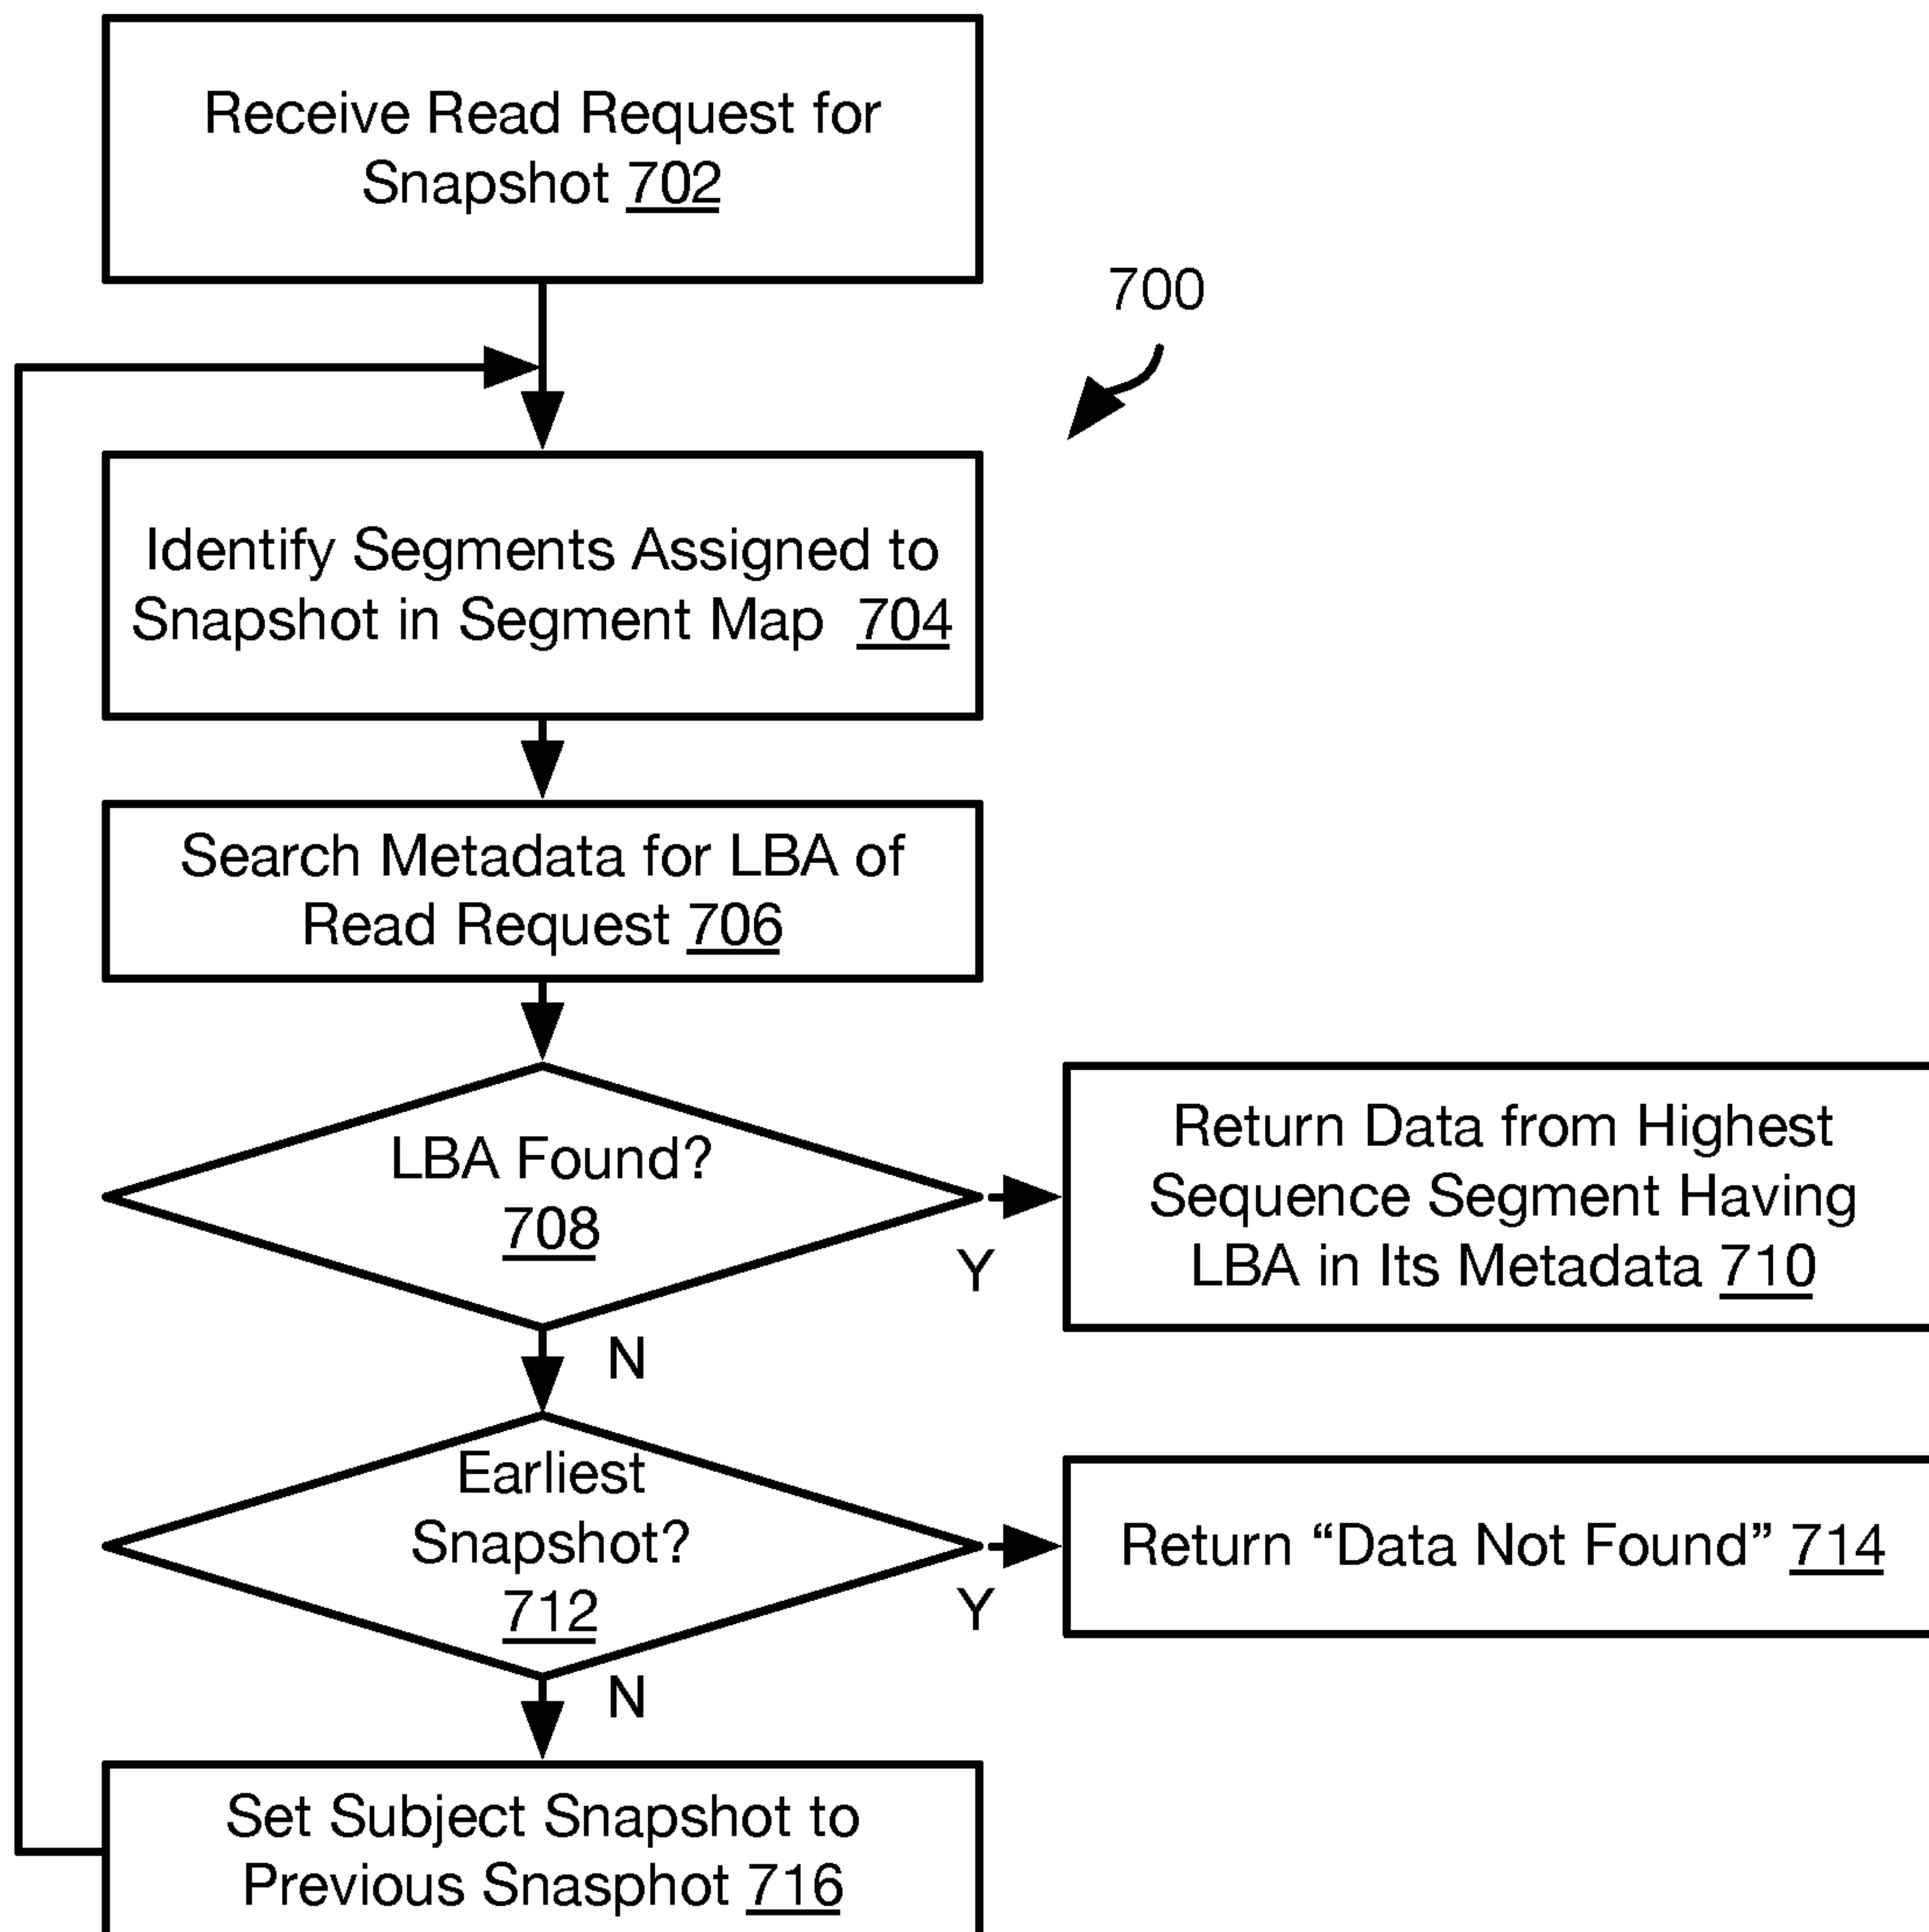 Receive Read Request for
Snapshot 702
700
Identify Segments Assigned to
Snapshot in Segment Map 704
Search Metadata for LBA of
Read Request 706
LBA Found?
708
Y
N
Return Data from Highest
Sequence Segment Having
LBA in Its Metadata 710
Earliest
Snapshot?
712
Y
N
Return “Data Not Found” 714
Set Subject Snapshot to
Previous Snasphot 716